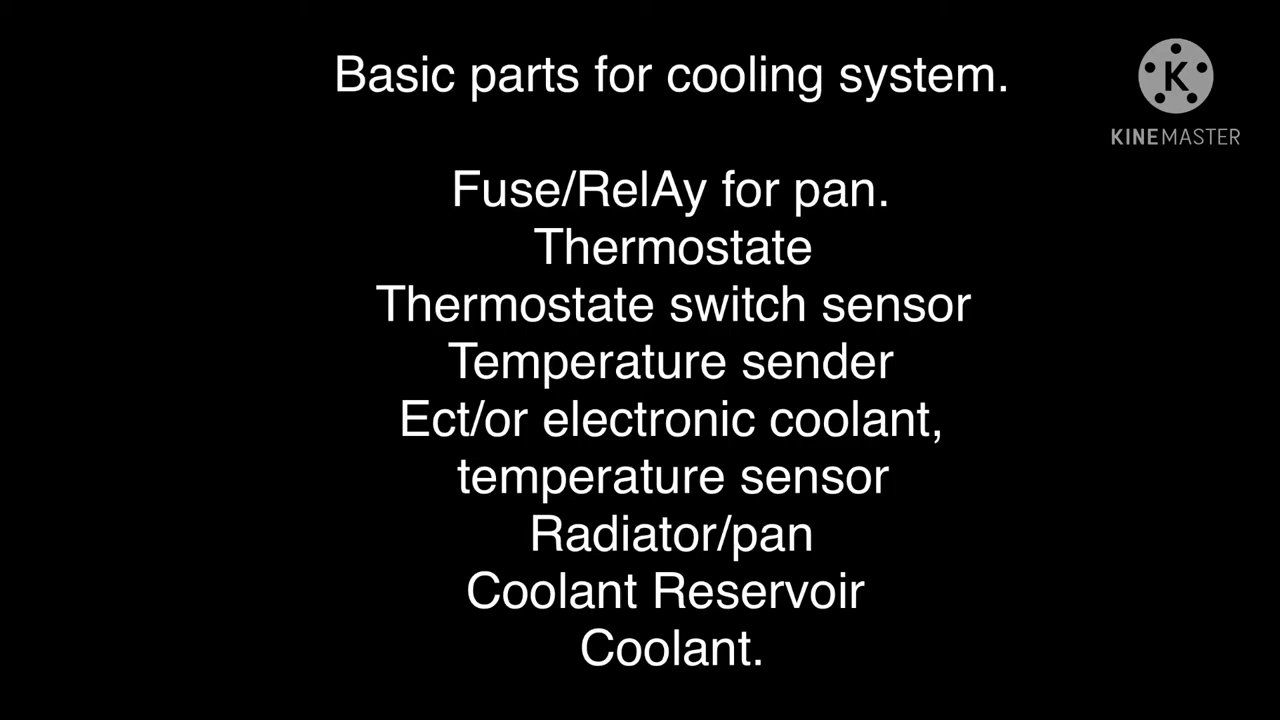 Basic parts for cooling system.
KINEMASTER
Fuse/RelAy for pan.
Thermostate
Thermostate switch sensor
Temperature sender
Ect/or electronic coolant,
temperature sensor
Radiator/pan
Coolant Reservoir
Coolant.